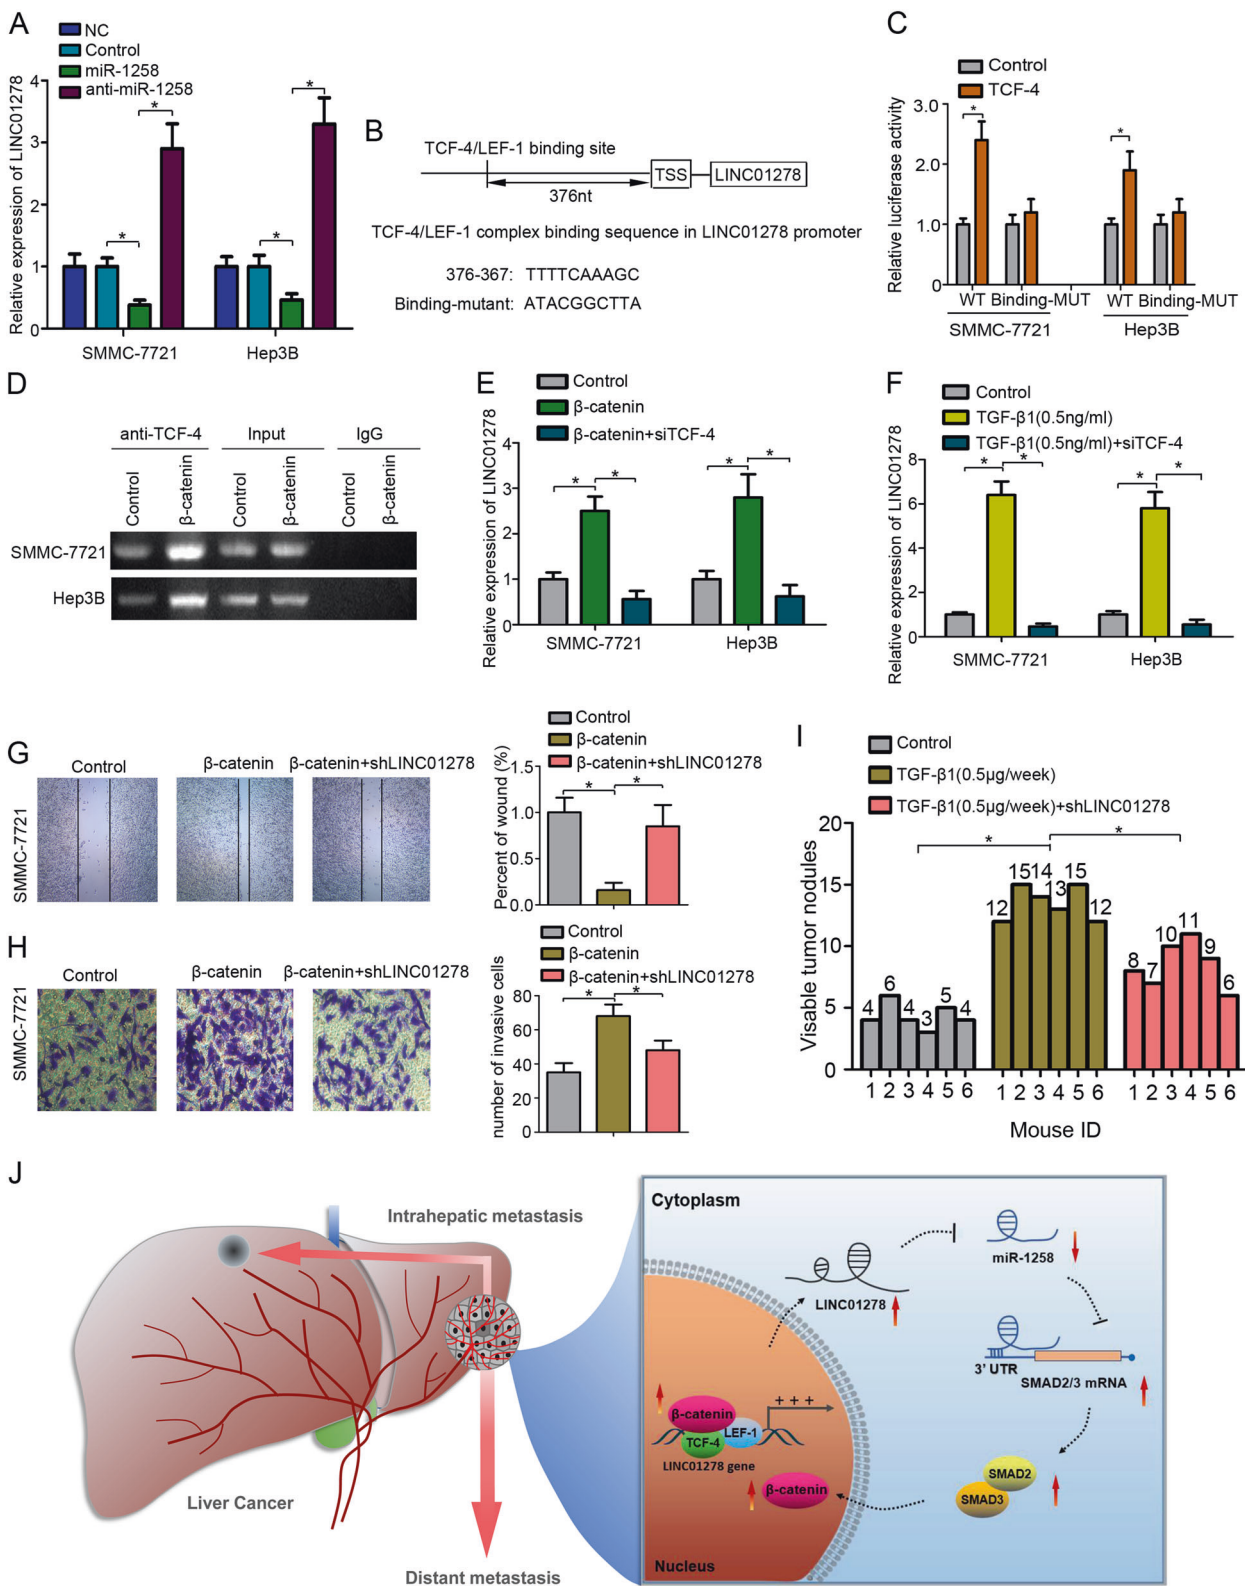 A
NC
Control
miR-1258
anti-miR-1258
Relative expression of LINC01278
4
3
2
1
0
*
*
*
*
SMMC-7721
Hep3B
B
TCF-4/LEF-1 binding site
TSS
LINC01278
376nt
TCF-4/LEF-1 complex binding sequence in LINC01278 promoter
376-367: TTTTCAAAGC
Binding-mutant: ATACGGCTTA
C
Control
TCF-4
Relative luciferase activity
3.0
2.0
1.0
0.0
*
*
WT Binding-MUT
WT Binding-MUT
SMMC-7721
Hep3B
D
anti-TCF-4
Input
IgG
Control
β-catenin
Control
β-catenin
Control
β-catenin
SMMC-7721
Hep3B
E
Control
β-catenin
β-catenin+siTCF-4
Relative expression of LINC01278
4
3
2
1
0
*
*
*
*
SMMC-7721
Hep3B
F
Control
TGF-β1(0.5ng/ml)
TGF-β1(0.5ng/ml)+siTCF-4
Relative expression of LINC01278
8
6
4
2
0
*
*
*
*
SMMC-7721
Hep3B
G
Control
β-catenin
β-catenin+shLINC01278
SMMC-7721
Control
β-catenin
β-catenin+shLINC01278
Percent of wound (%)
1.5
1.0
0.5
0.0
*
*
H
Control
β-catenin
β-catenin+shLINC01278
SMMC-7721
Control
β-catenin
β-catenin+shLINC01278
number of invasive cells
80
60
40
20
0
*
*
I
Control
TGF-β1(0.5μg/week)
TGF-β1(0.5μg/week)+shLINC01278
Visable tumor nodules
20
15
10
5
0
*
*
4 6 4 3 5 4
12 15 14 13 15 12
8 7 10 11 9 6
1 2 3 4 5 6
1 2 3 4 5 6
1 2 3 4 5 6
Mouse ID
J
Intrahepatic metastasis
Liver Cancer
Distant metastasis
Cytoplasm
miR-1258
LINC01278
3' UTR
SMAD2/3 mRNA
β-catenin
+ + +
TCF-4
LEF-1
LINC01278 gene
β-catenin
SMAD2
SMAD3
Nucleus